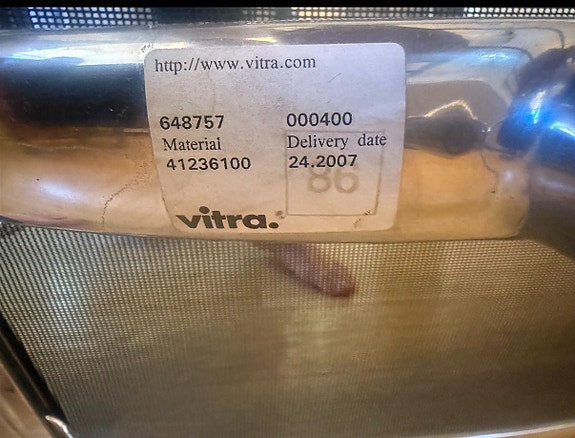 http://www.vitra.com
648757 000400
Material Delivery date
41236100 24.2007
86
vitra.®